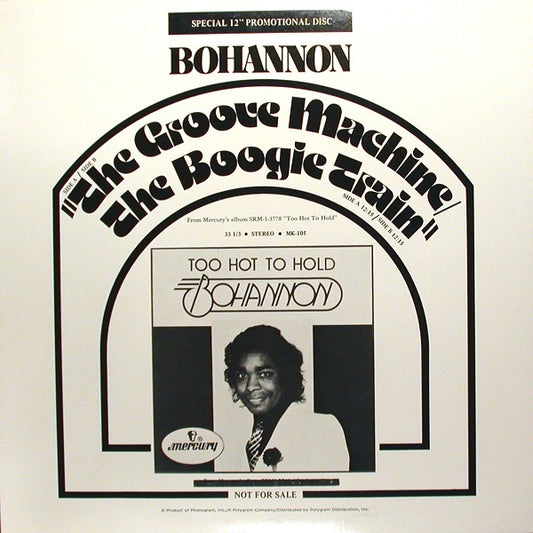 SPECIAL 12" PROMOTIONAL DISC
BOHANNON
SIDE A / SIDE B
"The Groove Machine/
The Boogie Train"
SIDE A 12:15 / SIDE B 12:15
From Mercury's album SRM-1-3778 "Too Hot To Hold"
33 1/3 • STEREO • MK-105
TOO HOT TO HOLD
BOHANNON
mercury®
NOT FOR SALE
A Product of Phonogram, Inc./A Polygram Company/Distributed by Polygram Distribution, Inc.